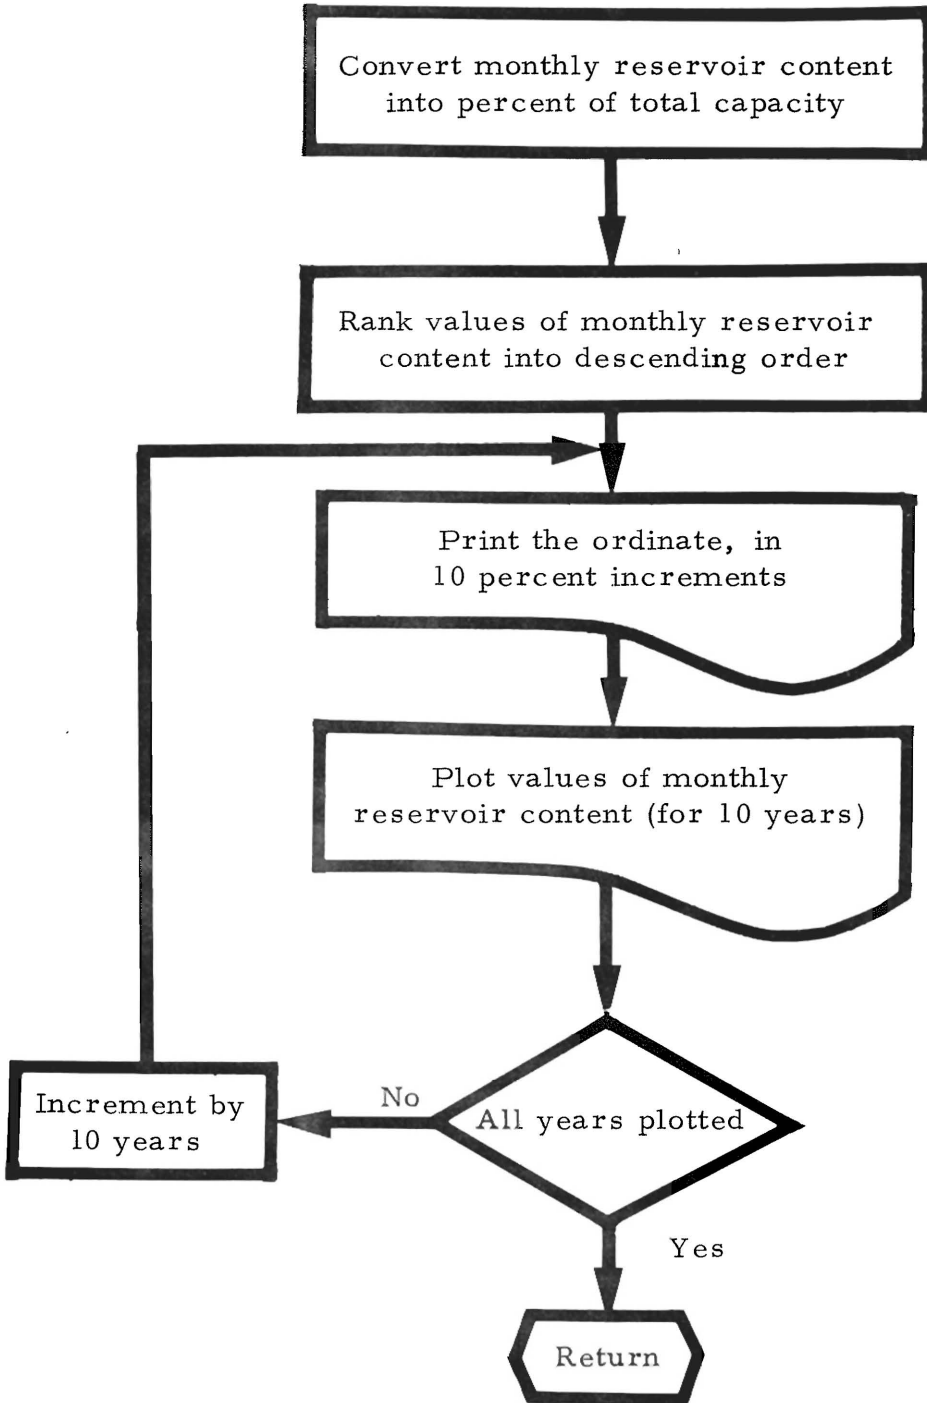 Convert monthly reservoir content
into percent of total capacity
Rank values of monthly reservoir
content into descending order
Print the ordinate, in
10 percent increments
Plot values of monthly
reservoir content (for 10 years)
All years plotted
No
Increment by
10 years
Yes
Return